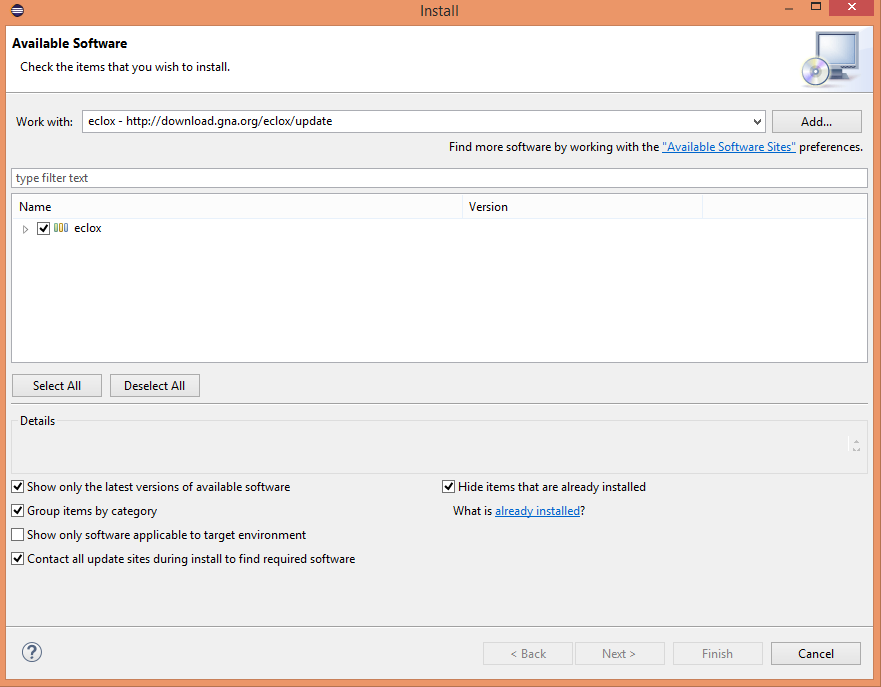 Install
Available Software
Check the items that you wish to install.
Work with: eclox - http://download.gna.org/eclox/update Add...
Find more software by working with the "Available Software Sites" preferences.
type filter text
Name Version
eclox
Select All Deselect All
Details
Show only the latest versions of available software Hide items that are already installed
Group items by category What is already installed?
Show only software applicable to target environment
Contact all update sites during install to find required software
? < Back Next > Finish Cancel